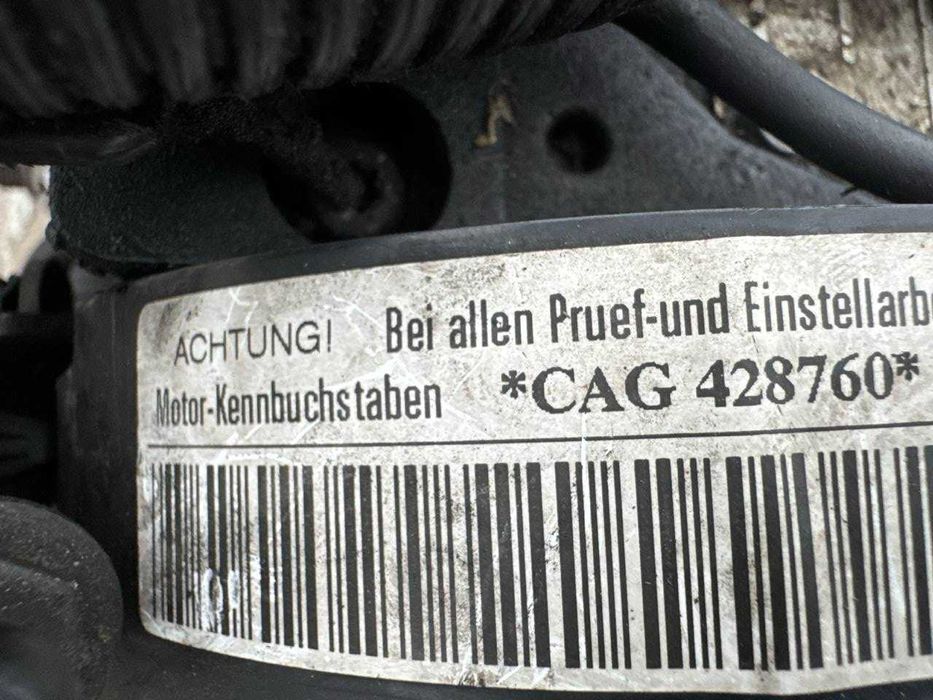 ACHTUNG! Bei allen Pruef-und Einstellarb
Motor-Kennbuchstaben *CAG 428760*